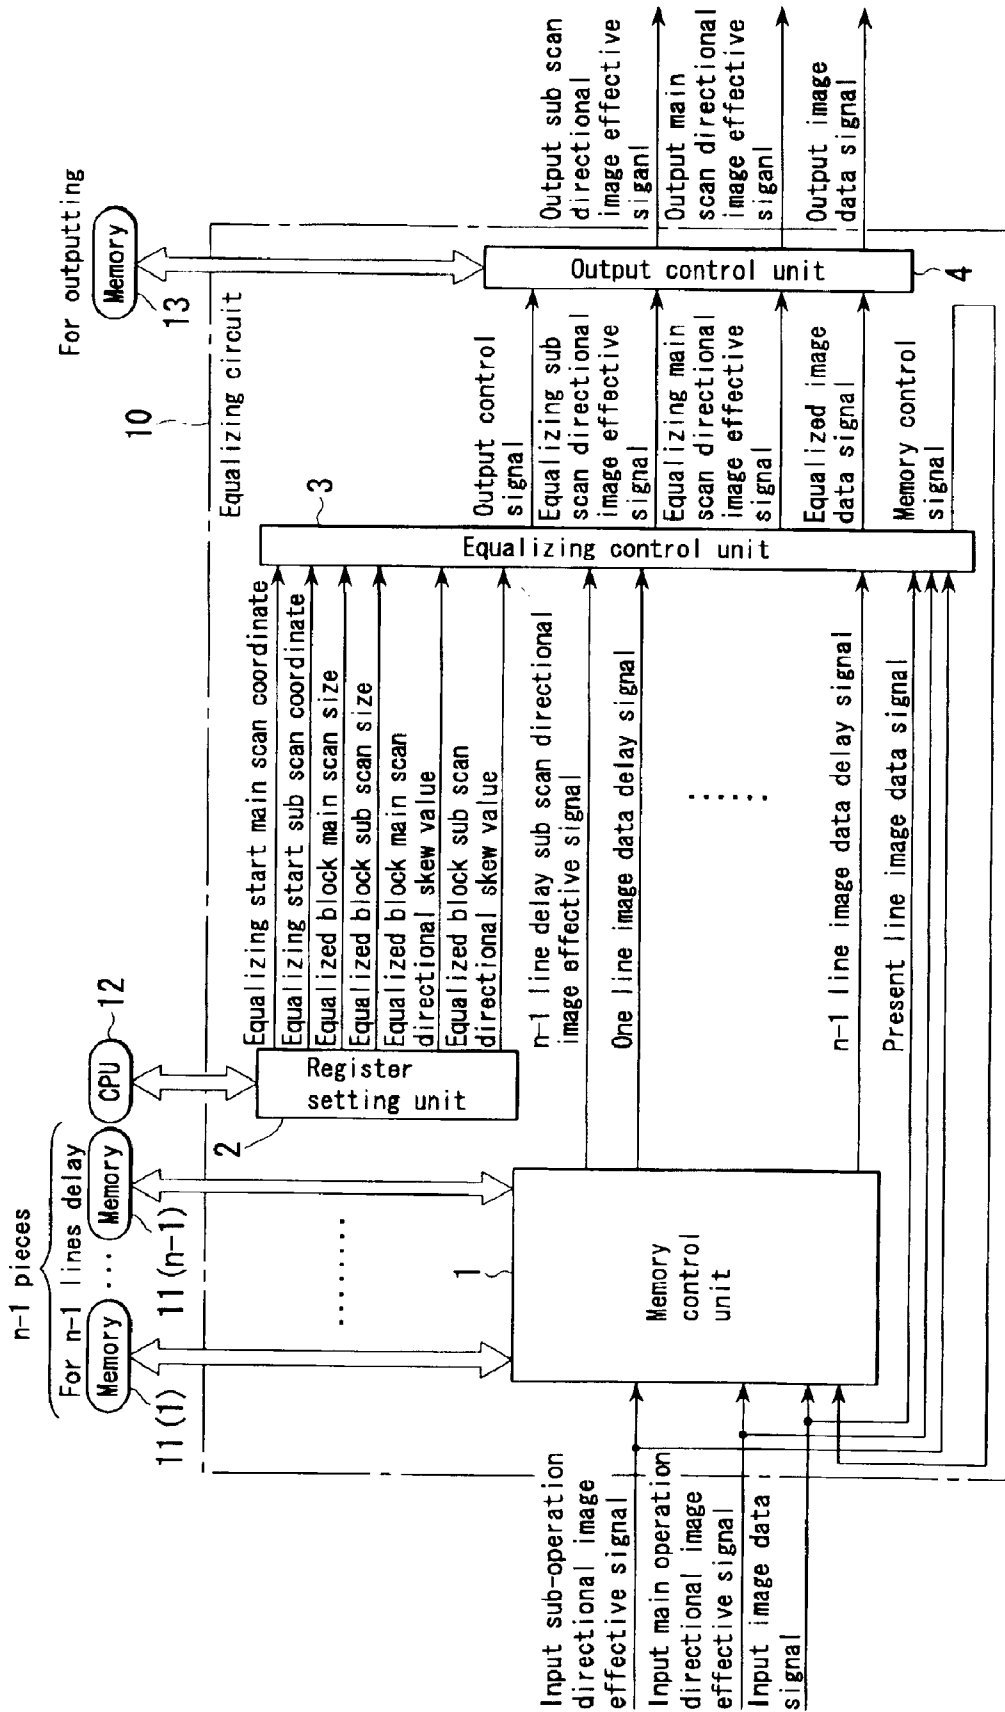 n-1 pieces
For n-1 lines delay
Memory
...
Memory
11(1)
11(n-1)
CPU
12
For outputting
Memory
13
10
Equalizing circuit
2
Register
setting unit
Equalizing start main scan coordinate
Equalizing start sub scan coordinate
Equalized block main scan size
Equalized block sub scan size
Equalized block main scan
directional skew value
Equalized block sub scan
directional skew value
3
Equalizing control unit
1
Memory
control
unit
n-1 line delay sub scan directional
image effective signal
One line image data delay signal
n-1 line image data delay signal
Present line image data signal
Input sub-operation
directional image
effective signal
Input main operation
directional image
effective signal
Input image data
signal
Output control
signal
Equalizing sub
scan directional
image effective
signal
Equalizing main
scan directional
image effective
signal
Equalized image
data signal
Memory control
signal
Output control unit
4
Output sub scan
directional
image effective
siganl
Output main
scan directional
image effective
siganl
Output image
data signal